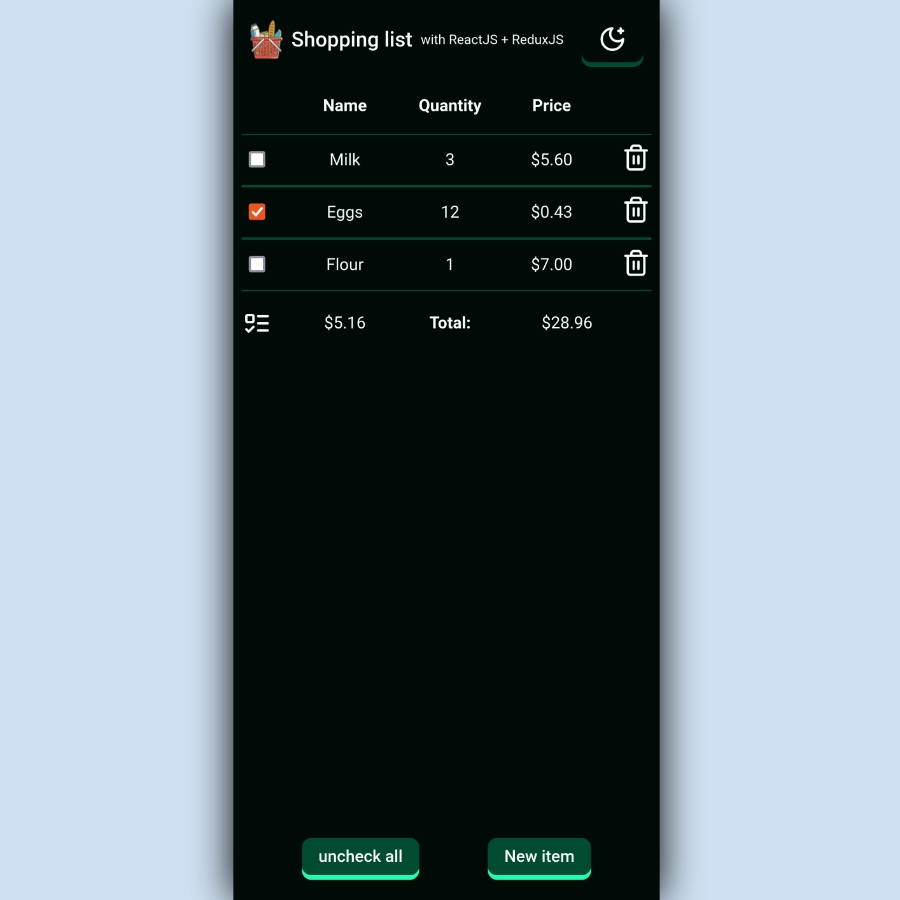 Shopping list with ReactJS + ReduxJS
Name Quantity Price
Milk 3 $5.60
Eggs 12 $0.43
Flour 1 $7.00
$5.16 Total: $28.96
uncheck all New item